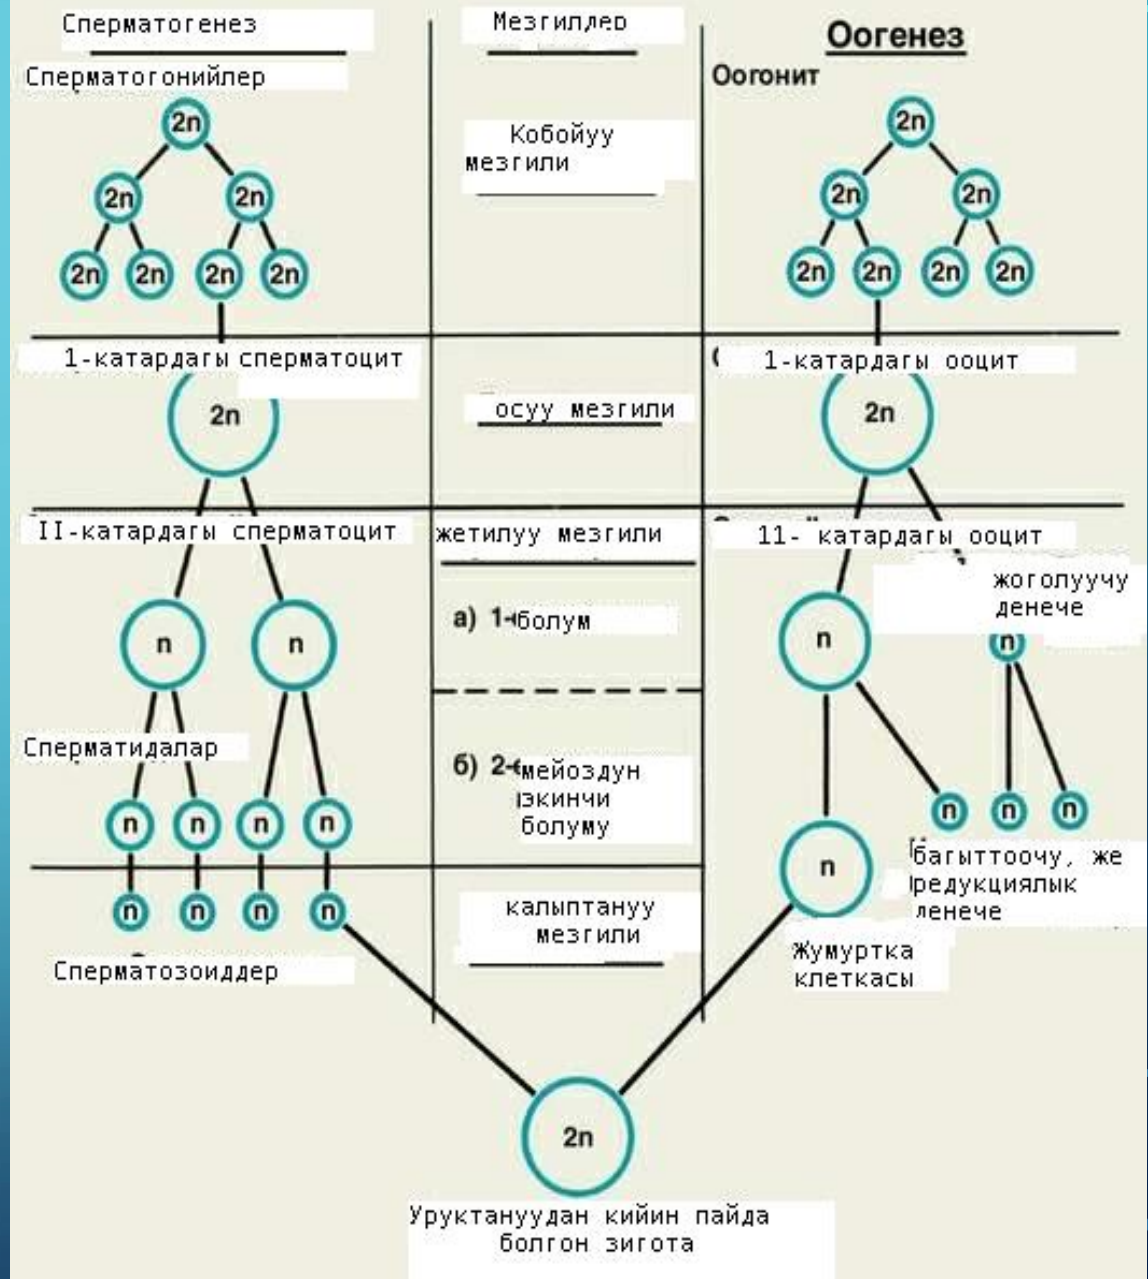 Сперматогенез
Мезгилдер
Оогенез
Сперматогонийлер
Оогонит
2n
2n
2n 2n
2n 2n
2n 2n 2n 2n
2n 2n 2n 2n
Кобойуу
мезгили
1-катардагы сперматоцит
1-катардагы ооцит
2n
осуу мезгили
2n
II-катардагы сперматоцит
жетилуу мезгили
11- катардагы ооцит
жоголуучу
денече
а) 1-болум
n n
n n
Сперматидалар
б) 2-мейоздун
экинчи
болуму
n n n n
n n n
n
багыттоочу, же
редукциялык
денече
n n n n
калыптануу
мезгили
Жумуртка
клеткасы
Сперматозоиддер
2n
Уруктануудан кийин пайда
болгон зигота